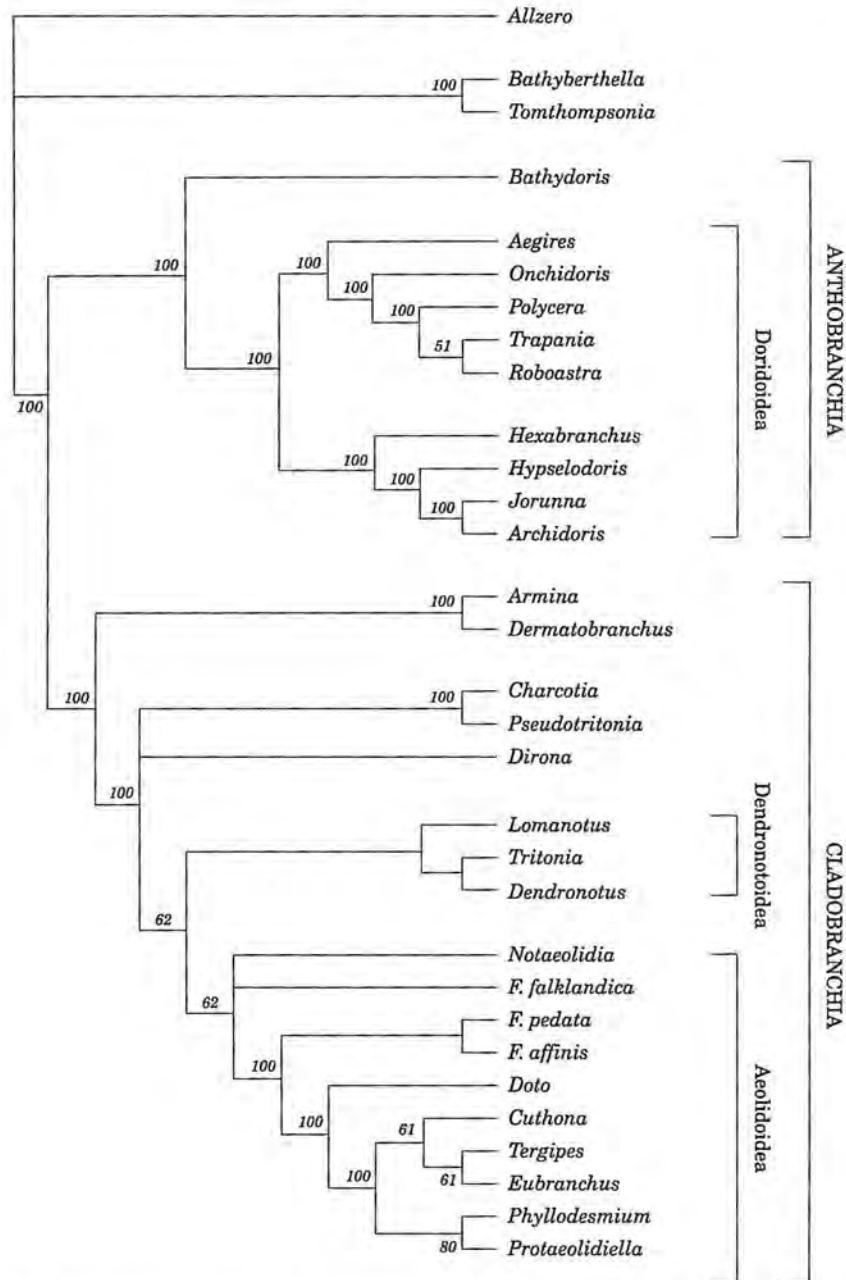 Allzero
100
Bathyberthella
Tomthompsonia
Bathydoris
100
Aegires
100
Onchidoris
100
Polycera
100
Trapania
51
Roboastra
100
Hexabranchus
100
Hypselodoris
100
Jorunna
100
Archidoris
Doridoidea
ANTHOBRANCHIA
100
Armina
100
Dermatobranchus
100
Charcotia
100
Pseudotritonia
Dirona
100
Lomanotus
Tritonia
Dendronotus
Dendronotoidea
62
Notaeolidia
62
F. falklandica
F. pedata
100
F. affinis
Doto
100
Cuthona
61
Tergipes
61
Eubranchus
100
Phyllodesmium
80
Protaeolidiella
Aeolidoidea
CLADOBRANCHIA